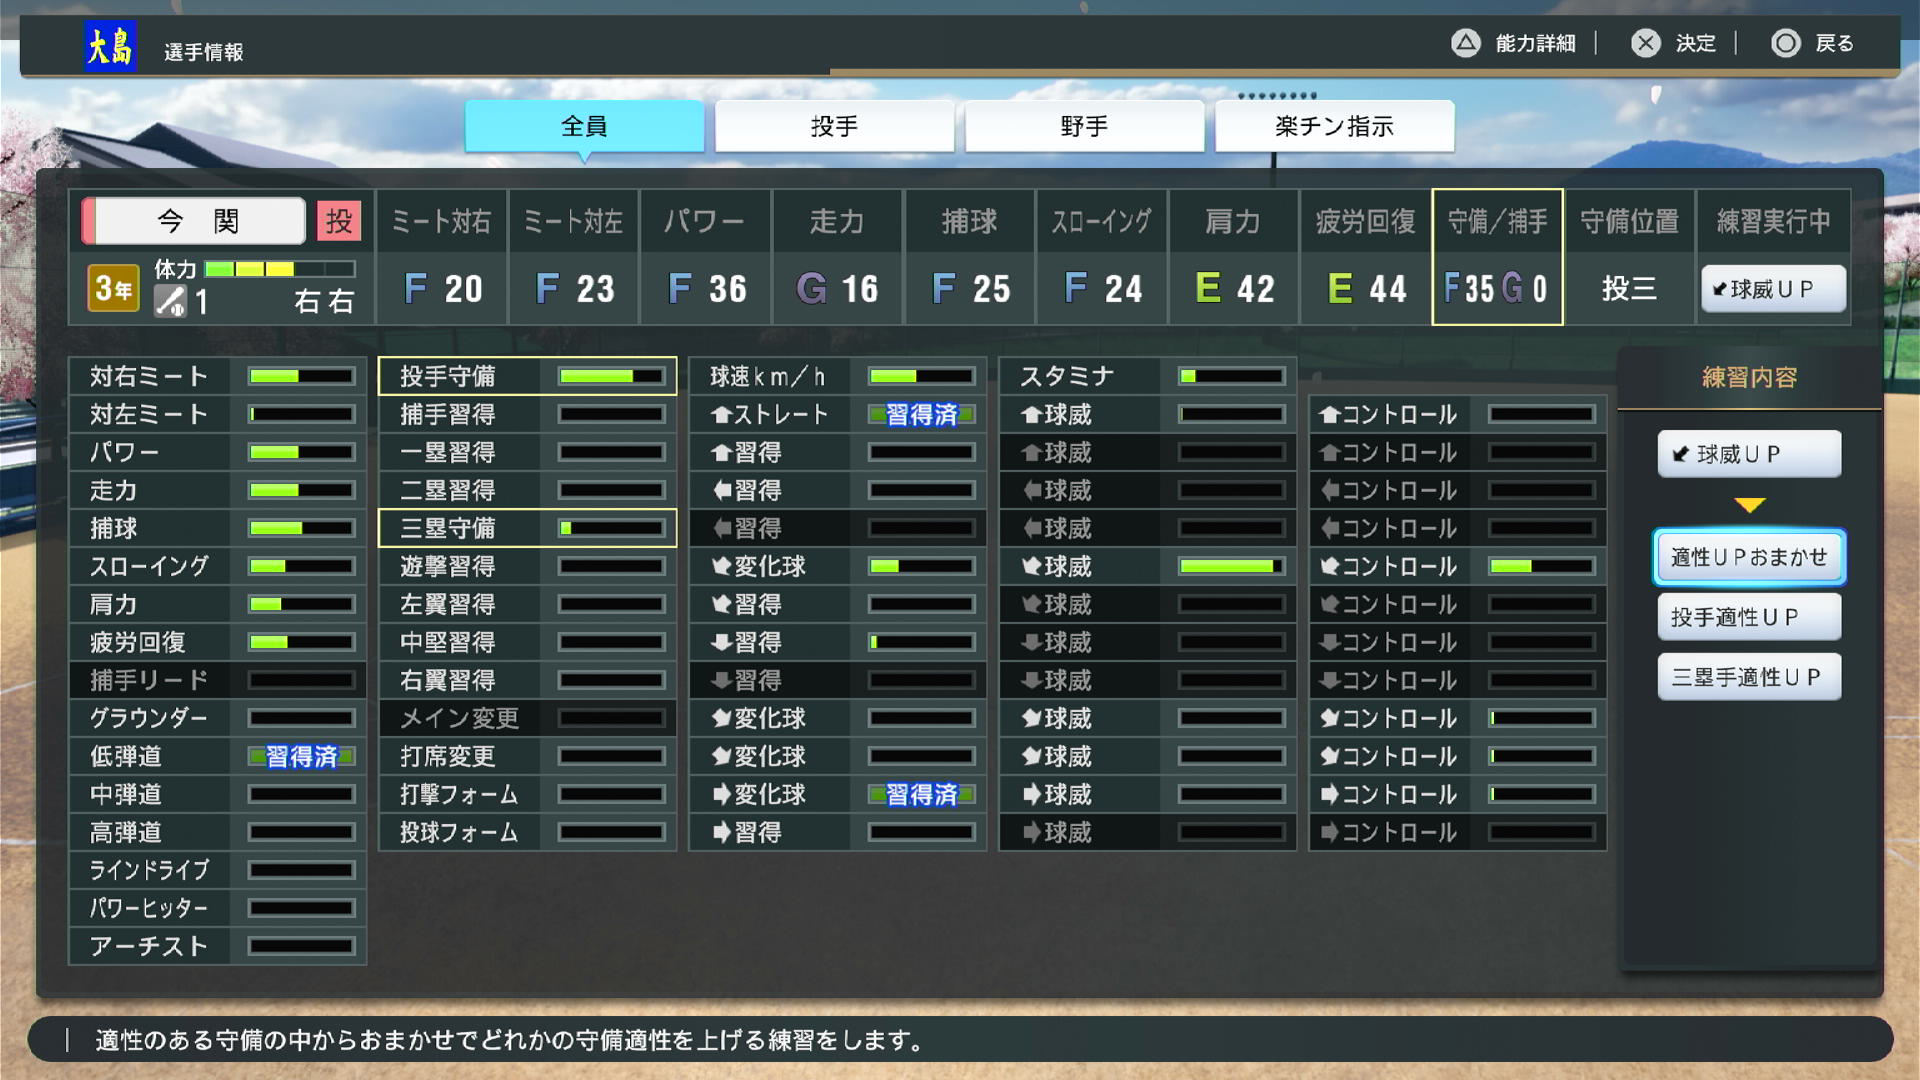 大島 選手情報 能力詳細 決定 戻る
全員 投手 野手 楽チン指示
今関 投 ミート対右 ミート対左 パワー 走力 捕球 スローイング 肩力 疲労回復 守備／捕手 守備位置 練習実行中
3年 体力 1 右右 F 20 F 23 F 36 G 16 F 25 F 24 E 42 E 44 F35 G 0 投三 ↙球威ＵＰ
対右ミート 投手守備 球速ｋｍ／ｈ スタミナ
対左ミート 捕手習得 ⬆ストレート 習得済 ⬆球威 ⬆コントロール
パワー 一塁習得 ⬆習得 ⬆球威 ⬆コントロール
走力 二塁習得 ⬅習得 ⬅球威 ⬅コントロール
捕球 三塁守備 ⬅習得 ⬅球威 ⬅コントロール
スローイング 遊撃習得 ⬋変化球 ⬋球威 ⬋コントロール
肩力 左翼習得 ⬋習得 ⬋球威 ⬋コントロール
疲労回復 中堅習得 ⬇習得 ⬇球威 ⬇コントロール
捕手リード 右翼習得 ⬇習得 ⬇球威 ⬇コントロール
グラウンダー メイン変更 ⬊変化球 ⬊球威 ⬊コントロール
低弾道 習得済 打席変更 ⬊変化球 ⬊球威 ⬊コントロール
中弾道 打撃フォーム ➡変化球 習得済 ➡球威 ➡コントロール
高弾道 投球フォーム ➡習得 ➡球威 ➡コントロール
ラインドライブ
パワーヒッター
アーチスト
練習内容
↙球威ＵＰ
適性ＵＰおまかせ
投手適性ＵＰ
三塁手適性ＵＰ
適性のある守備の中からおまかせでどれかの守備適性を上げる練習をします。